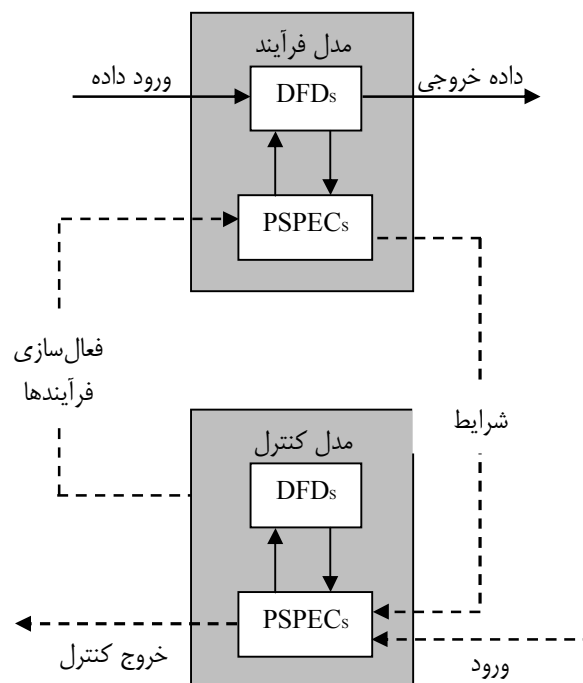 مدل فرآیند
ورود داده
DFDs
داده خروجی
PSPECs
فعال‌سازی
فرآیندها
شرایط
مدل کنترل
DFDs
PSPECs
خروج کنترل
ورود